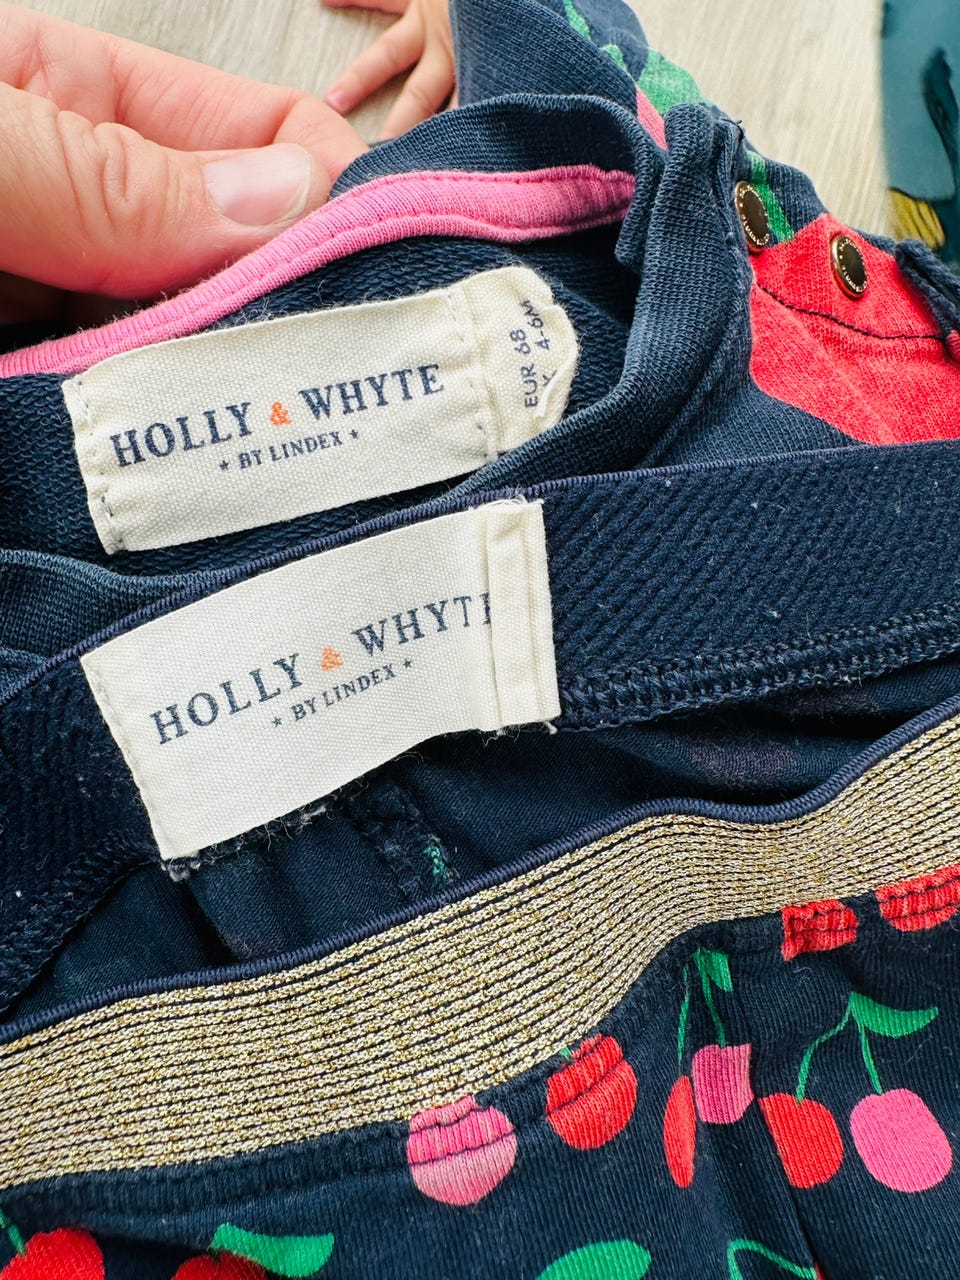 HOLLY & WHYTE
* BY LINDEX *
EUR 68
4-6M
HOLLY & WHYTE
* BY LINDEX *